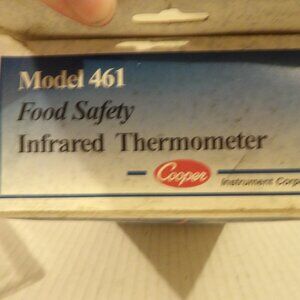 Model 461
Food Safety
Infrared Thermometer
Cooper
Instrument Corp